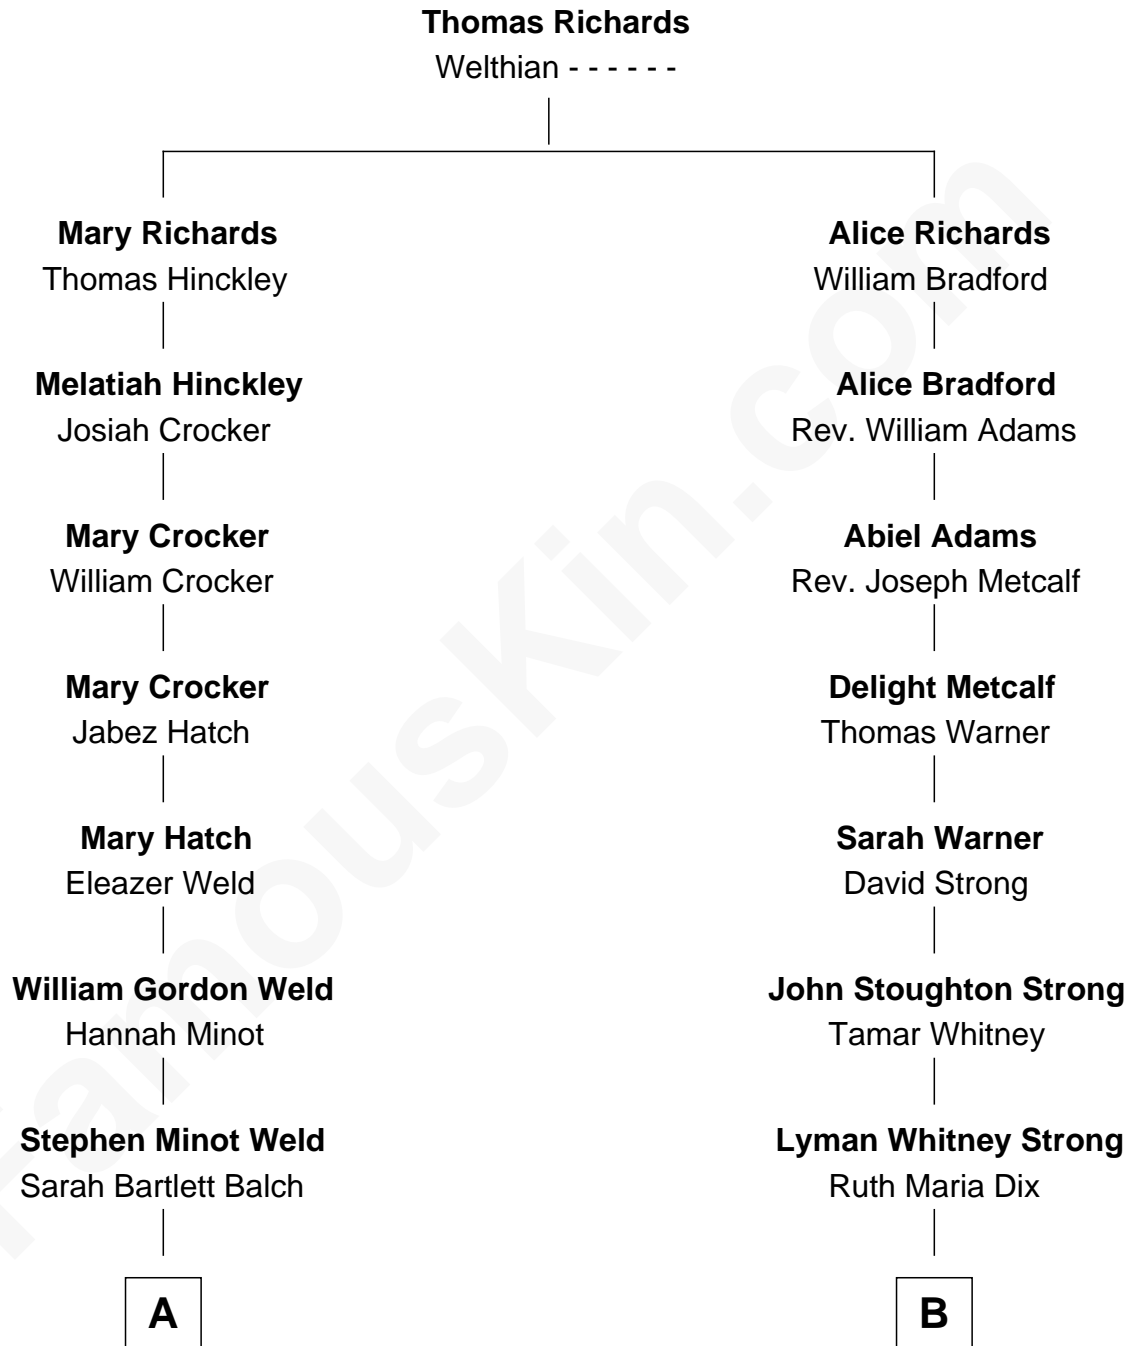 Thomas Richards
Welthian - - - - - -
Mary Richards
Thomas Hinckley
Alice Richards
William Bradford
Melatiah Hinckley
Josiah Crocker
Alice Bradford
Rev. William Adams
Mary Crocker
William Crocker
Abiel Adams
Rev. Joseph Metcalf
Mary Crocker
Jabez Hatch
Delight Metcalf
Thomas Warner
Mary Hatch
Eleazer Weld
Sarah Warner
David Strong
William Gordon Weld
Hannah Minot
John Stoughton Strong
Tamar Whitney
Stephen Minot Weld
Sarah Bartlett Balch
Lyman Whitney Strong
Ruth Maria Dix
A
B
FamousKin.com